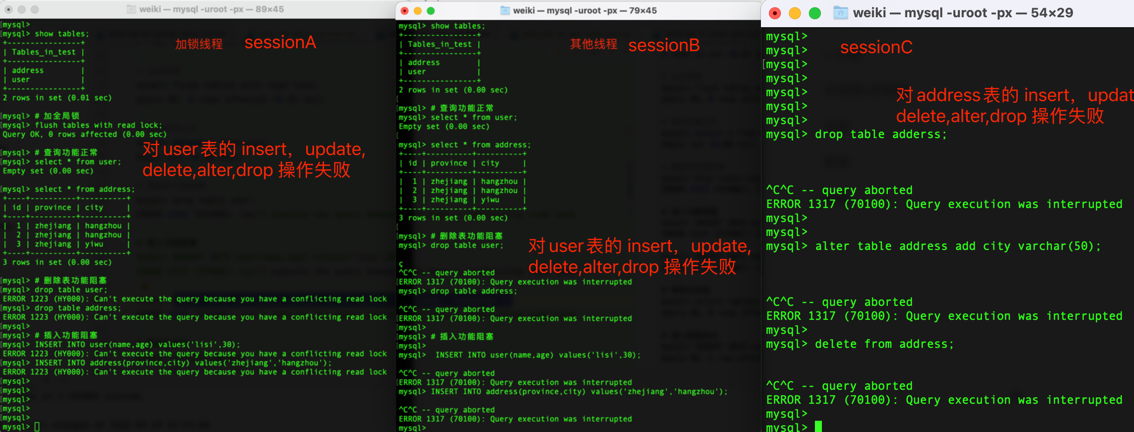 weiki — mysql -uroot -px — 89×45
mysql> show tables;
+----------------+
| Tables_in_test |
+----------------+
| address |
| user |
+----------------+
2 rows in set (0.01 sec)
mysql> # 加全局锁
mysql> flush tables with read lock;
Query OK, 0 rows affected (0.00 sec)
mysql> # 查询功能正常
mysql> select * from user;
Empty set (0.00 sec)
mysql> select * from address;
+----+----------+----------+
| id | province | city |
+----+----------+----------+
| 1 | zhejiang | hangzhou |
| 2 | zhejiang | hangzhou |
| 3 | zhejiang | yiwu |
+----+----------+----------+
3 rows in set (0.00 sec)
mysql> # 删除表功能阻塞
mysql> drop table user;
ERROR 1223 (HY000): Can't execute the query because you have a conflicting read lock
mysql> drop table address;
ERROR 1223 (HY000): Can't execute the query because you have a conflicting read lock
mysql>
mysql> # 插入功能阻塞
mysql> INSERT INTO user(name,age) values('lisi',30);
ERROR 1223 (HY000): Can't execute the query because you have a conflicting read lock
mysql> INSERT INTO address(province,city) values('zhejiang','hangzhou');
ERROR 1223 (HY000): Can't execute the query because you have a conflicting read lock
mysql>
mysql>
mysql>
mysql>
mysql>
加锁线程 sessionA
对user表的 insert，update,
delete,alter,drop 操作失败
weiki — mysql -uroot -px — 79×45
mysql> show tables;
+----------------+
| Tables_in_test |
+----------------+
| address |
| user |
+----------------+
2 rows in set (0.00 sec)
mysql>
mysql> # 查询功能正常
mysql> select * from user;
Empty set (0.00 sec)
mysql> select * from address;
+----+----------+----------+
| id | province | city |
+----+----------+----------+
| 1 | zhejiang | hangzhou |
| 2 | zhejiang | hangzhou |
| 3 | zhejiang | yiwu |
+----+----------+----------+
3 rows in set (0.00 sec)
mysql> # 删除表功能阻塞
mysql> drop table user;
^C^C -- query aborted
ERROR 1317 (70100): Query execution was interrupted
mysql> drop table address;
^C^C -- query aborted
ERROR 1317 (70100): Query execution was interrupted
mysql>
mysql> # 插入功能阻塞
mysql>
mysql> INSERT INTO user(name,age) values('lisi',30);
^C^C -- query aborted
ERROR 1317 (70100): Query execution was interrupted
mysql> INSERT INTO address(province,city) values('zhejiang','hangzhou');
^C^C -- query aborted
ERROR 1317 (70100): Query execution was interrupted
mysql>
其他线程 sessionB
对user表的 insert，update,
delete,alter,drop 操作失败
weiki — mysql -uroot -px — 54×29
mysql>
mysql>
mysql>
mysql>
mysql>
mysql>
mysql>
mysql> drop table adderss;
^C^C -- query aborted
ERROR 1317 (70100): Query execution was interrupted
mysql>
mysql>
mysql> alter table address add city varchar(50);
^C^C -- query aborted
ERROR 1317 (70100): Query execution was interrupted
mysql>
mysql> delete from address;
^C^C -- query aborted
ERROR 1317 (70100): Query execution was interrupted
mysql>
mysql>
sessionC
对address表的 insert，update
delete,alter,drop 操作失败